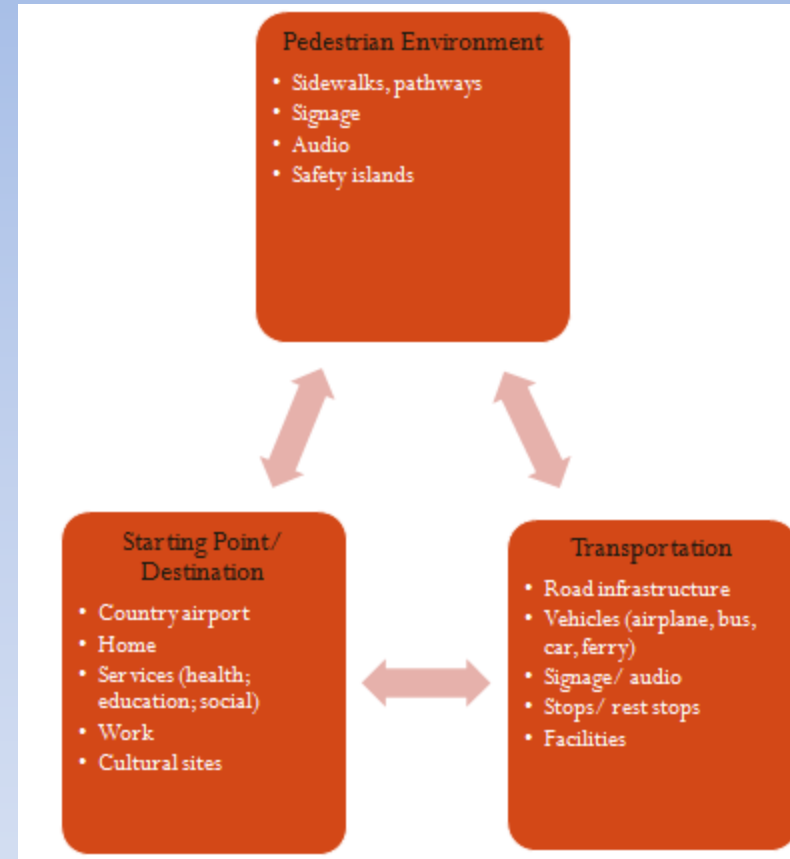 Pedestrian Environment
• Sidewalks, pathways
• Signage
• Audio
• Safety islands
Starting Point/
Destination
• Country airport
• Home
• Services (health;
education; social)
• Work
• Cultural sites
Transportation
• Road infrastructure
• Vehicles (airplane, bus,
car, ferry)
• Signage/ audio
• Stops/ rest stops
• Facilities